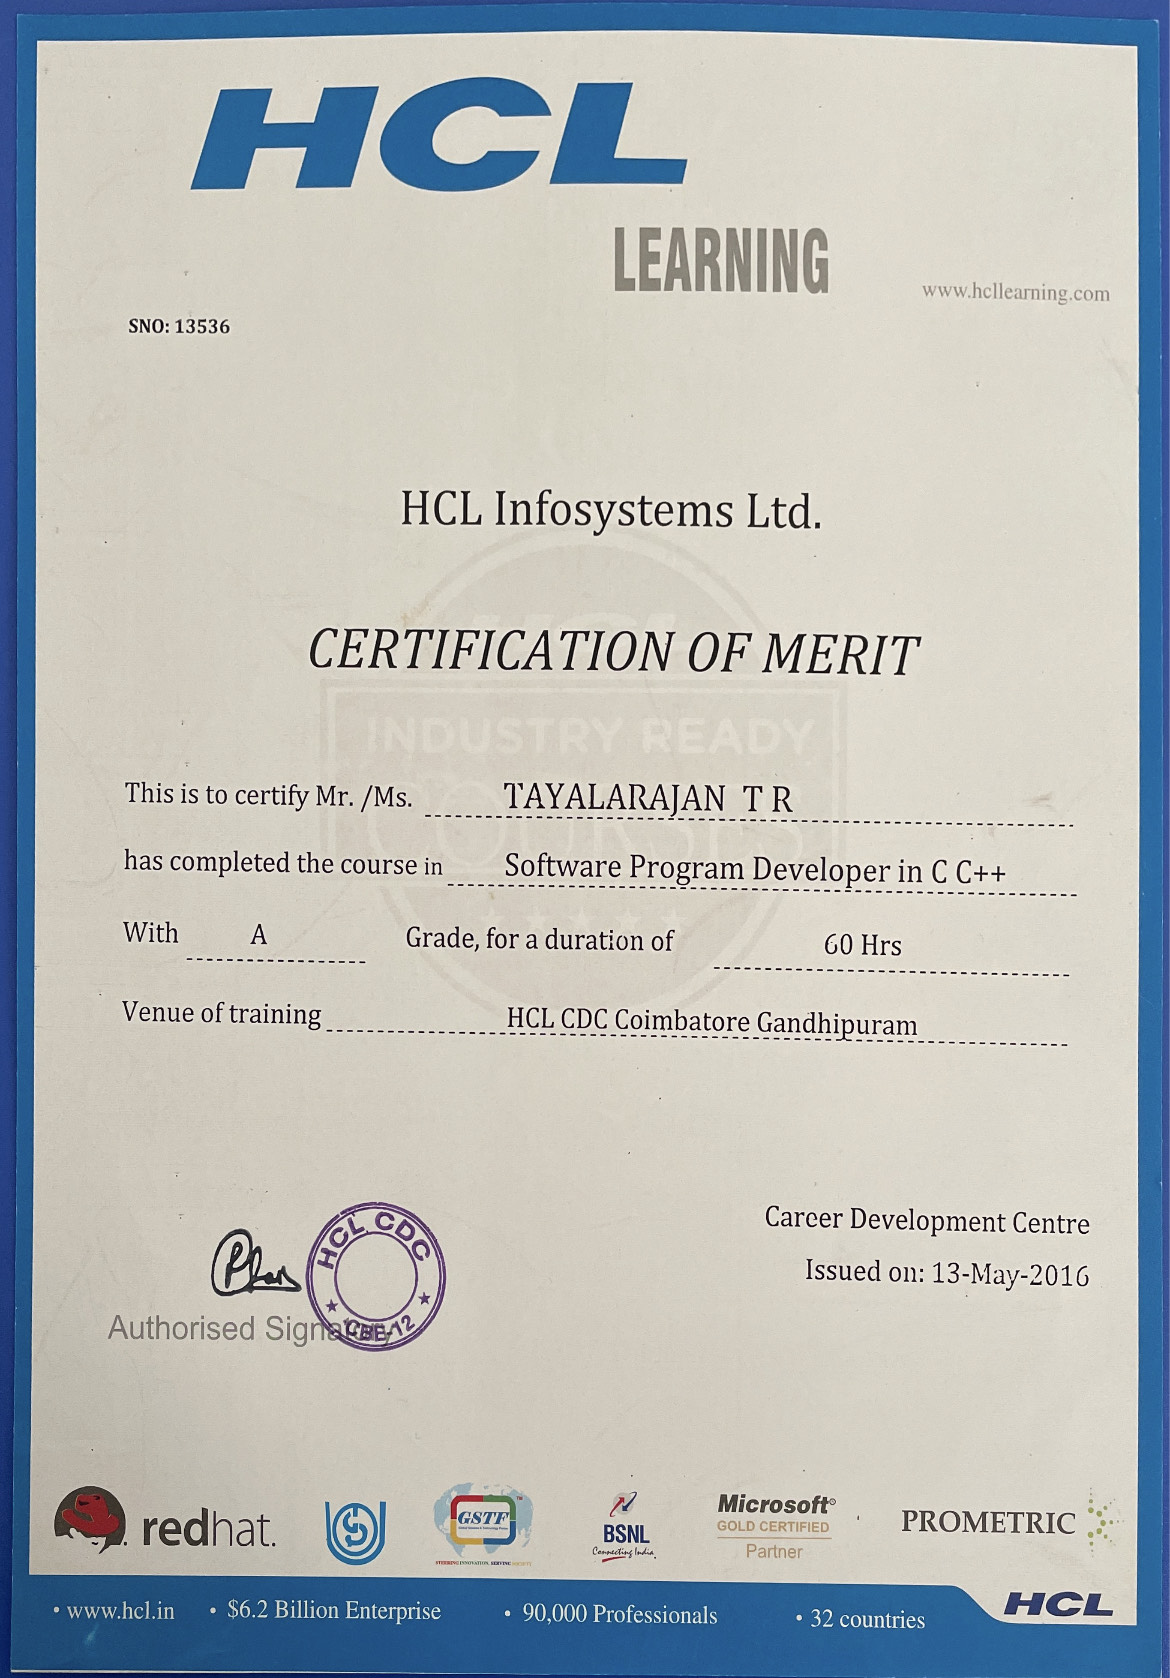 HCL
LEARNING
www.hcllearning.com
SNO: 13536
HCL Infosystems Ltd.
CERTIFICATION OF MERIT
INDUSTRY READY
COURSES
This is to certify Mr. /Ms. TAYALARAJAN T R
has completed the course in Software Program Developer in C C++
With A Grade, for a duration of 60 Hrs
Venue of training HCL CDC Coimbatore Gandhipuram
Career Development Centre
Issued on: 13-May-2016
HCL CDC
CBE-12
Authorised
redhat.
GSTF
BSNL
Connecting India
Microsoft®
GOLD CERTIFIED
Partner
PROMETRIC
• www.hcl.in • $6.2 Billion Enterprise • 90,000 Professionals • 32 countries
HCL